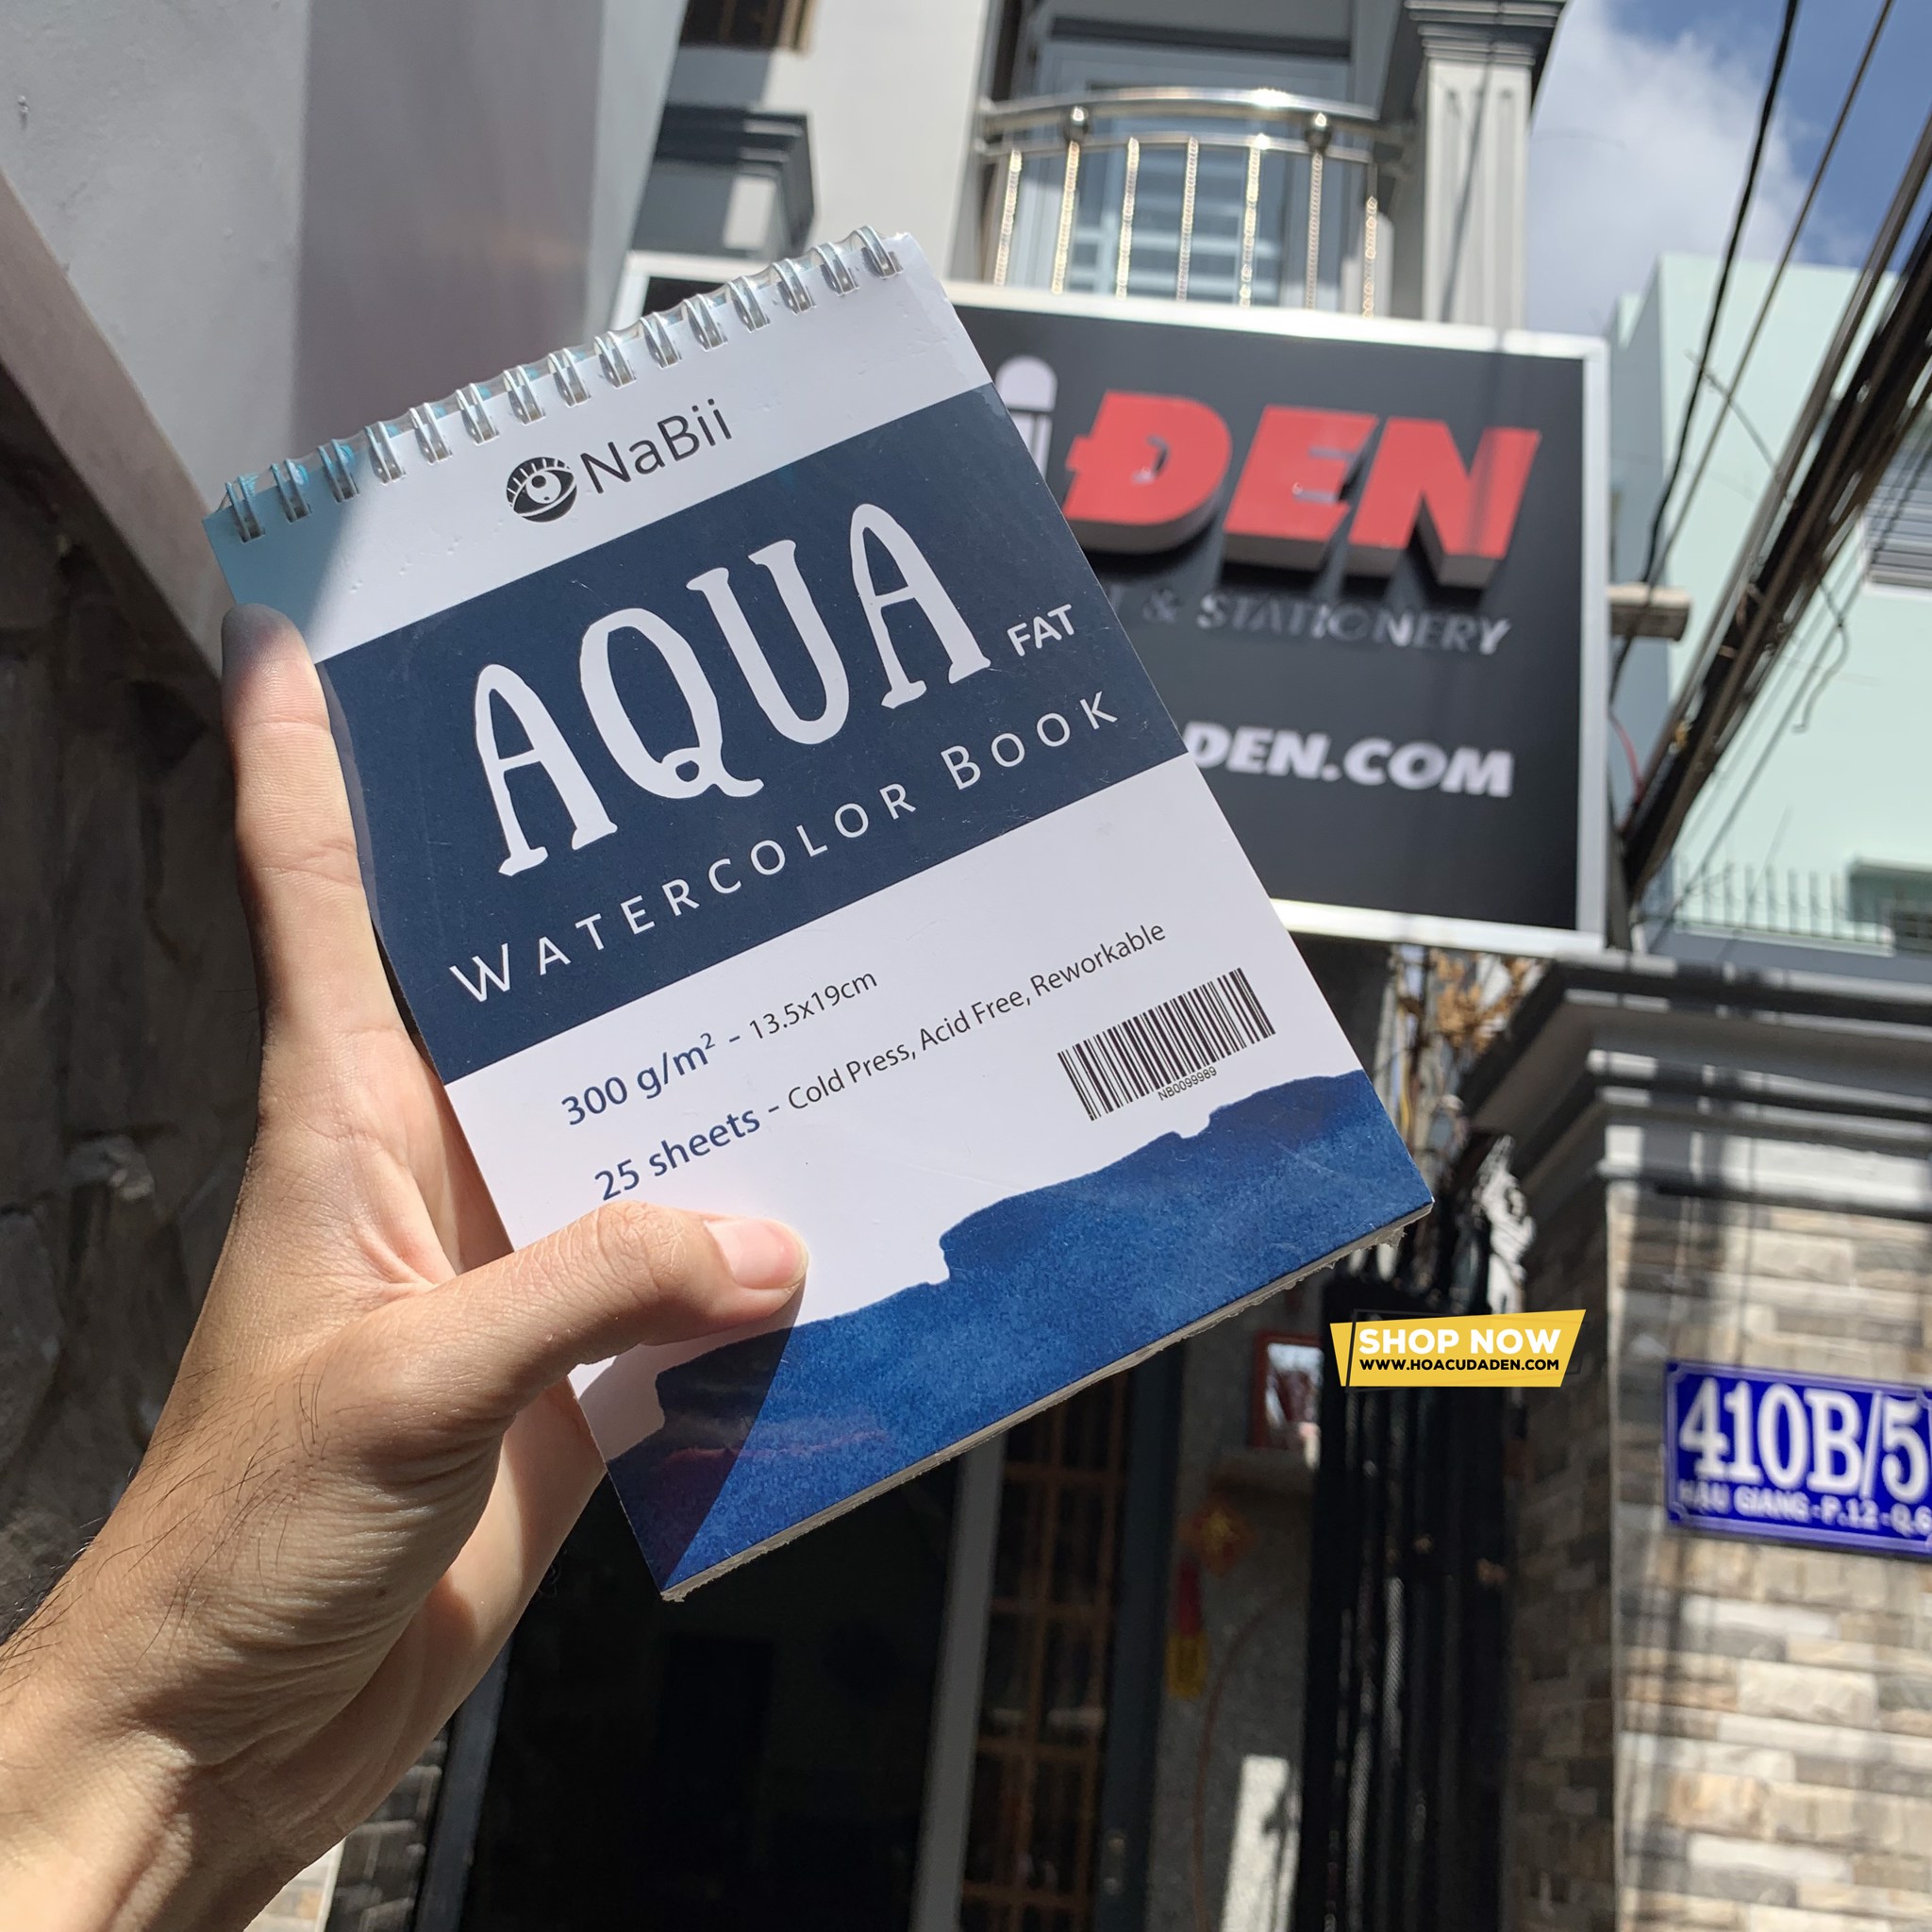 NaBii
AQUA FAT
WATERCOLOR BOOK
300 g/m² - 13.5x19cm
25 sheets - Cold Press, Acid Free, Reworkable
NB0099989
ĐEN
& STATIONERY
DEN.COM
SHOP NOW
WWW.HOACUDADEN.COM
410B/5
HẬU GIANG-P.12-Q.6